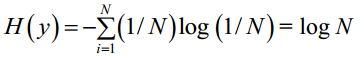 H(y) = -∑_{i=1}^{N} (1/N) log (1/N) = log N